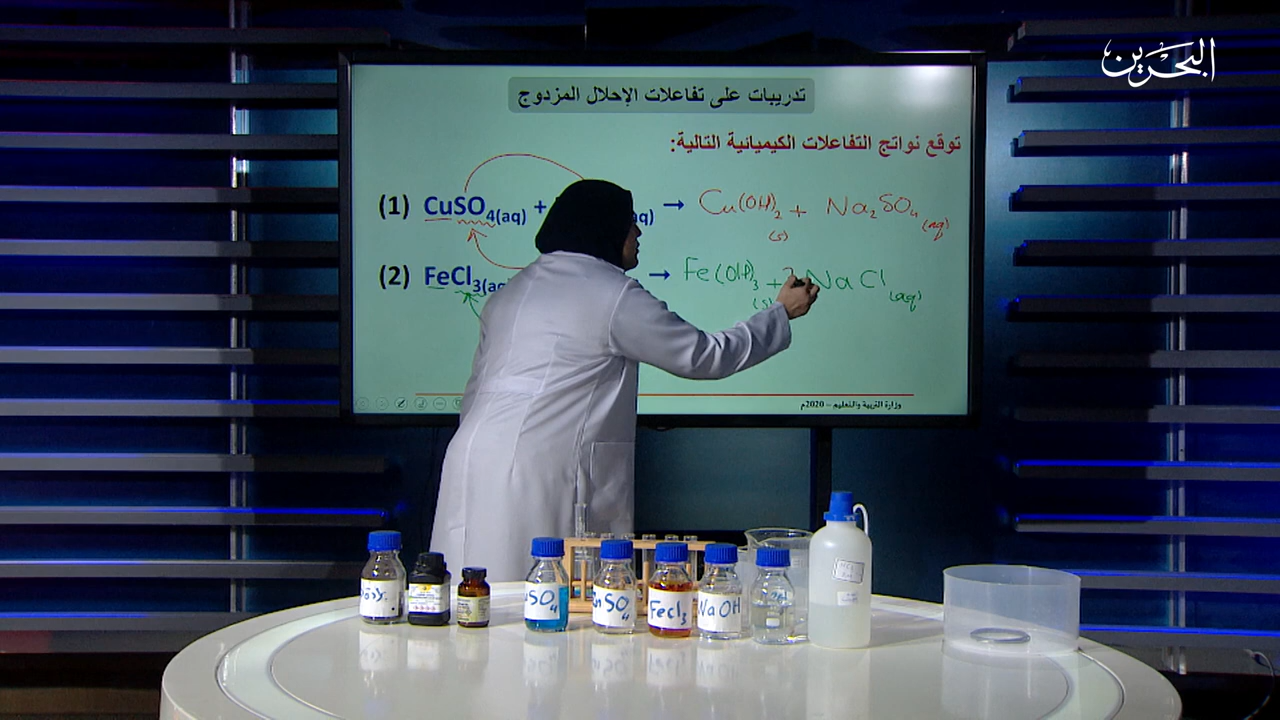 البحرين
تدريبات على تفاعلات الإحلال المزدوج
توقع نواتج التفاعلات الكيميائية التالية:
(1) CuSO4(aq) + (aq) → Cu(OH)2 (s) + Na2SO4 (aq)
(2) FeCl3(aq → Fe(OH)3 (s) + NaCl (aq)
وزارة التربية والتعليم – 2020م
SO4
SO4
FeCl3
NaOH